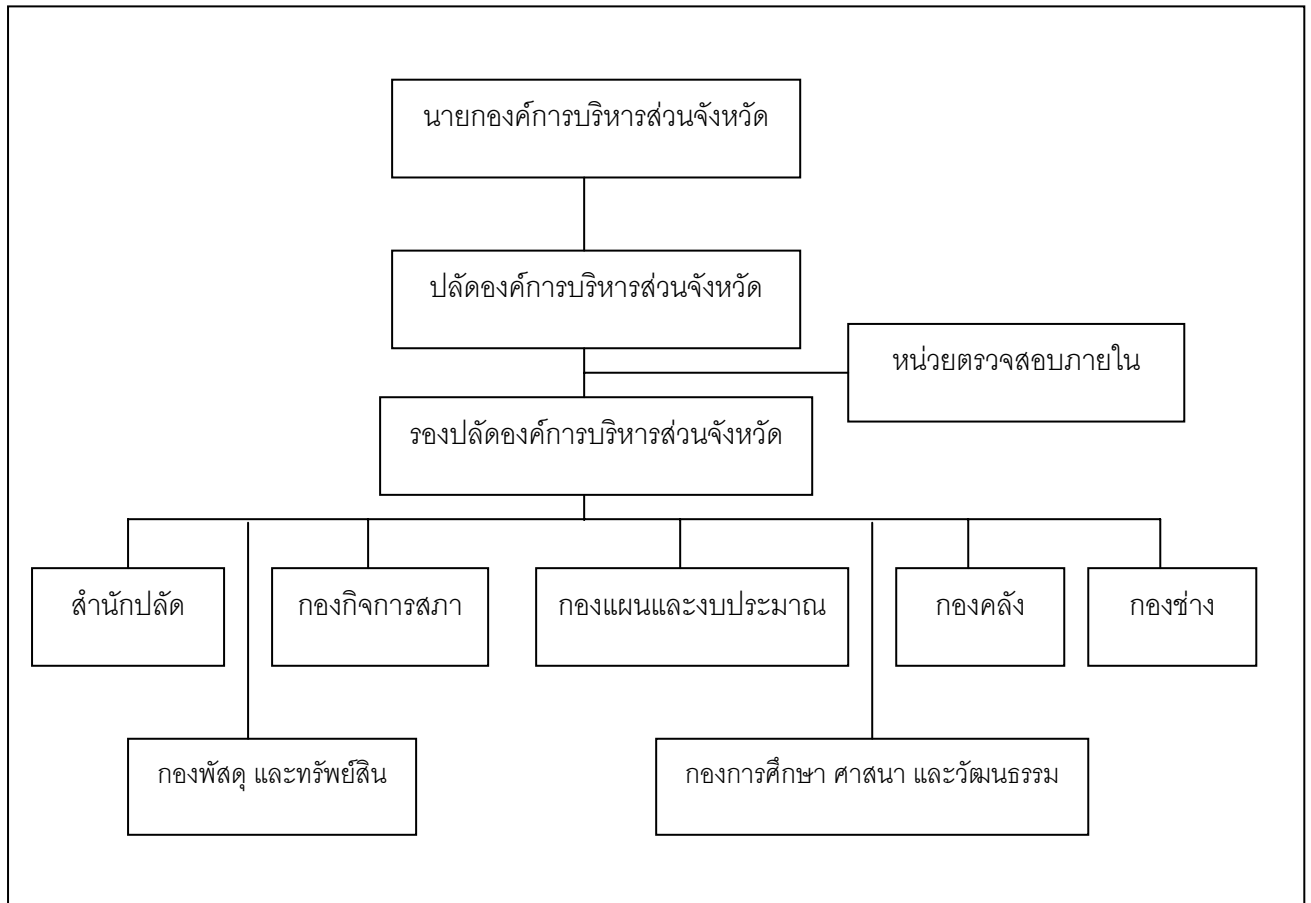 นายกองค์การบริหารส่วนจังหวัด
ปลัดองค์การบริหารส่วนจังหวัด
หน่วยตรวจสอบภายใน
รองปลัดองค์การบริหารส่วนจังหวัด
สำนักปลัด
กองกิจการสภา
กองแผนและงบประมาณ
กองคลัง
กองช่าง
กองพัสดุ และทรัพย์สิน
กองการศึกษา ศาสนา และวัฒนธรรม